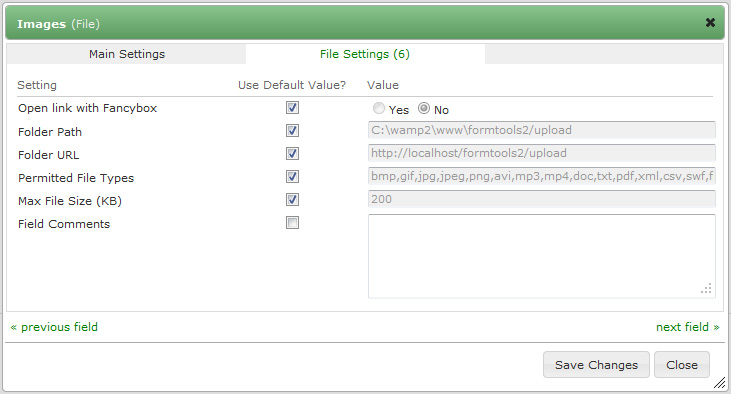 Images (File)
Main Settings File Settings (6)
Setting Use Default Value? Value
Open link with Fancybox Yes No
Folder Path C:\wamp2\www\formtools2/upload
Folder URL http://localhost/formtools2/upload
Permitted File Types bmp,gif,jpg,jpeg,png,avi,mp3,mp4,doc,txt,pdf,xml,csv,swf,f
Max File Size (KB) 200
Field Comments
« previous field next field »
Save Changes Close